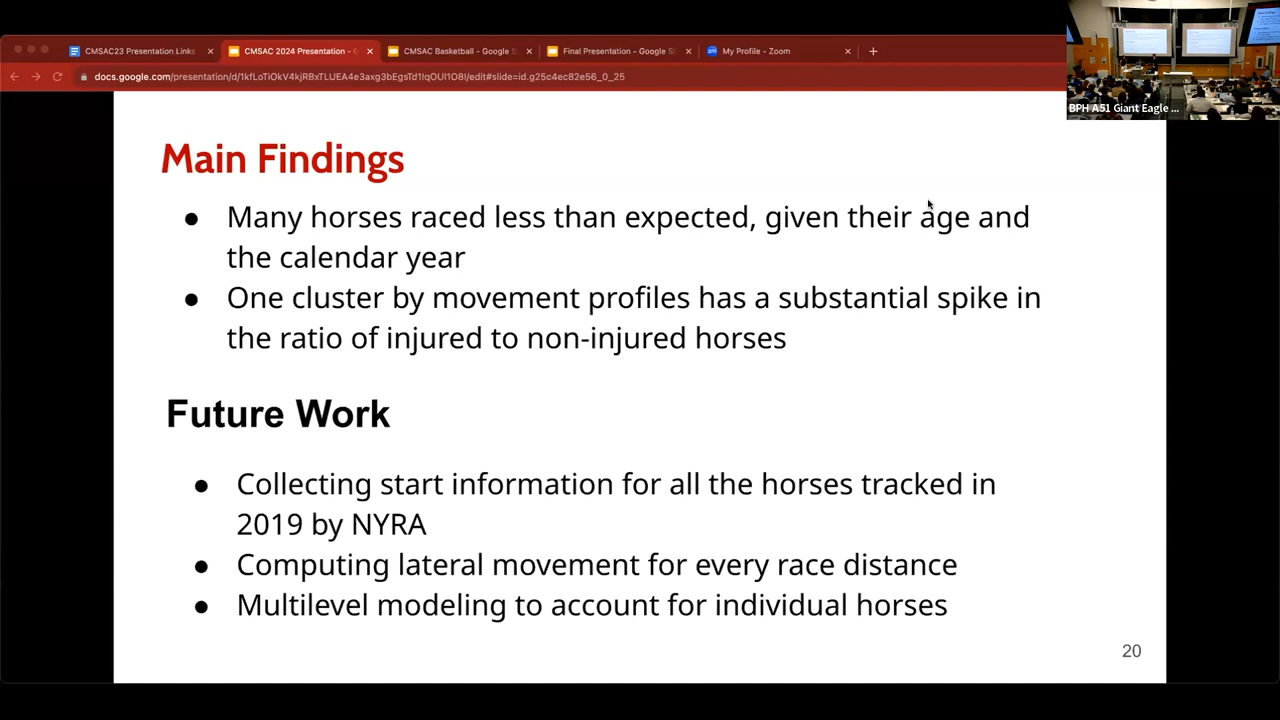 CMSAC23 Presentation Links
CMSAC 2024 Presentation - G
CMSAC Basketball - Google S
Final Presentation - Google Sl
My Profile - Zoom
BPH A51 Giant Eagle ...
Main Findings
● Many horses raced less than expected, given their age and
the calendar year
● One cluster by movement profiles has a substantial spike in
the ratio of injured to non-injured horses
Future Work
● Collecting start information for all the horses tracked in
2019 by NYRA
● Computing lateral movement for every race distance
● Multilevel modeling to account for individual horses
20